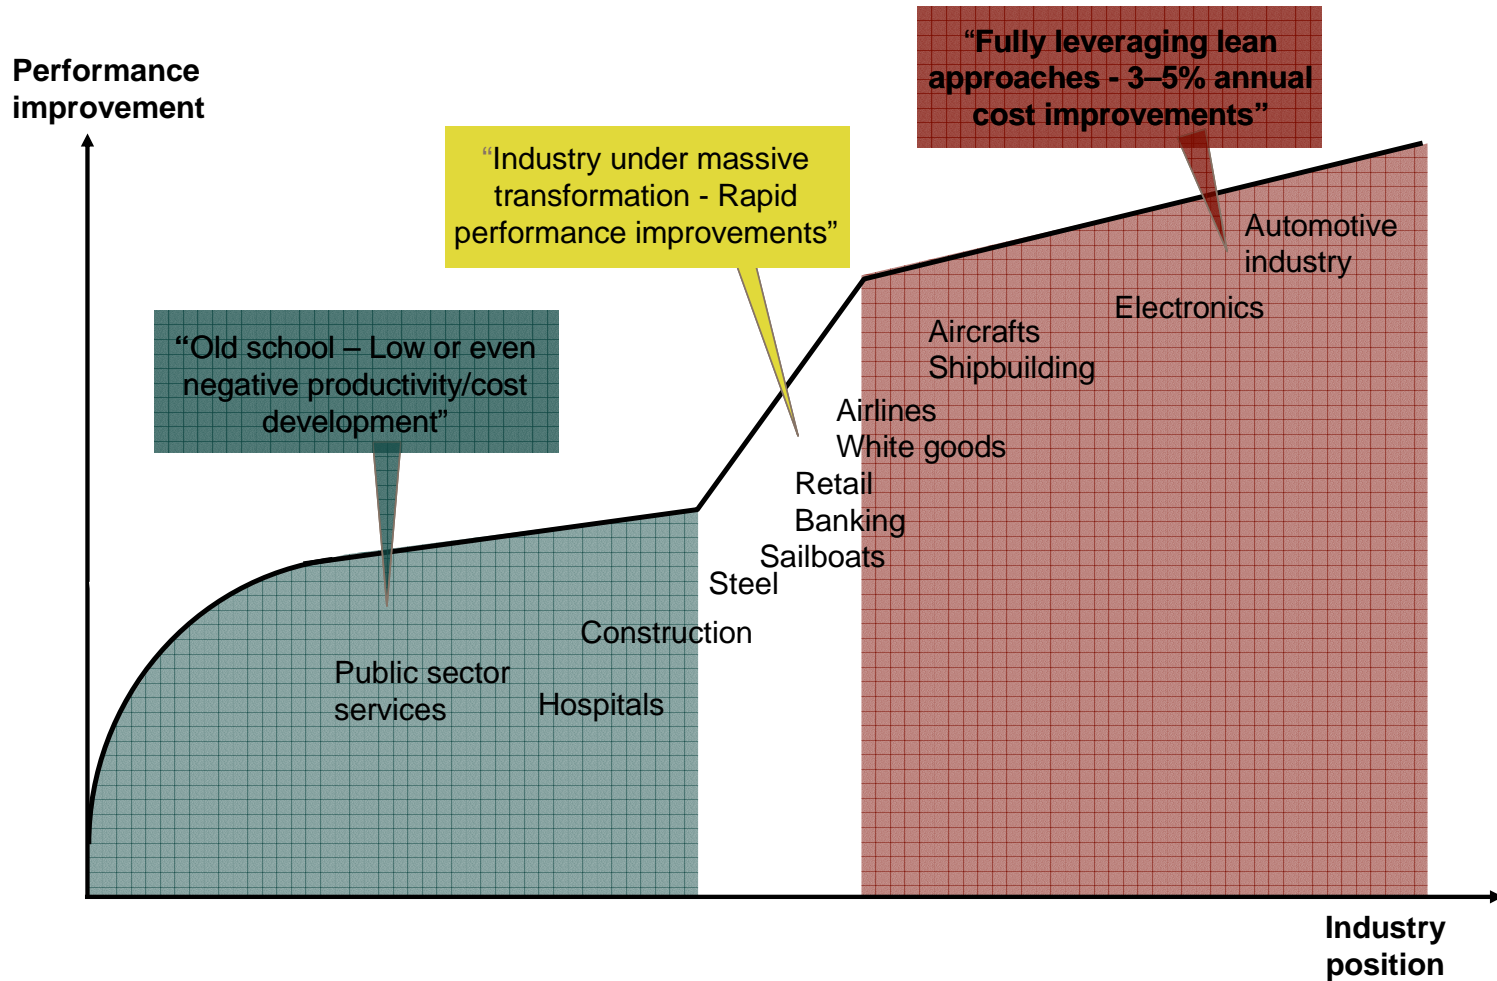 Performance
improvement
“Fully leveraging lean
approaches - 3–5% annual
cost improvements”
“Industry under massive
transformation - Rapid
performance improvements”
“Old school – Low or even
negative productivity/cost
development”
Automotive
industry
Electronics
Aircrafts
Shipbuilding
Airlines
White goods
Retail
Banking
Sailboats
Steel
Construction
Public sector
services
Hospitals
Industry
position